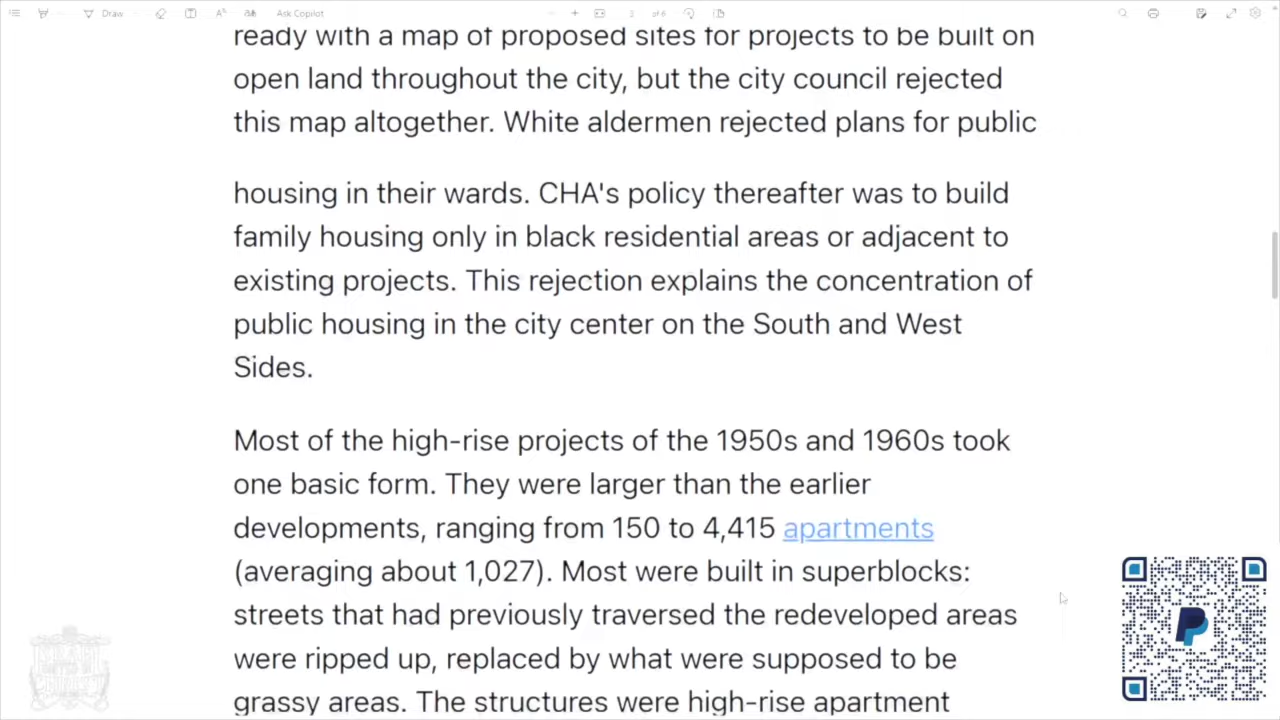 Draw
Ask Copilot
of 6
ready with a map of proposed sites for projects to be built on
open land throughout the city, but the city council rejected
this map altogether. White aldermen rejected plans for public
housing in their wards. CHA's policy thereafter was to build
family housing only in black residential areas or adjacent to
existing projects. This rejection explains the concentration of
public housing in the city center on the South and West
Sides.
Most of the high-rise projects of the 1950s and 1960s took
one basic form. They were larger than the earlier
developments, ranging from 150 to 4,415 apartments
(averaging about 1,027). Most were built in superblocks:
streets that had previously traversed the redeveloped areas
were ripped up, replaced by what were supposed to be
grassy areas. The structures were high-rise apartment